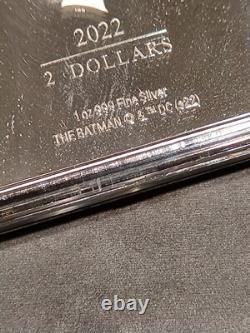 2022
2 DOLLARS
1 oz 999 Fine Silver
THE BATMAN © & ™ DC (s22)